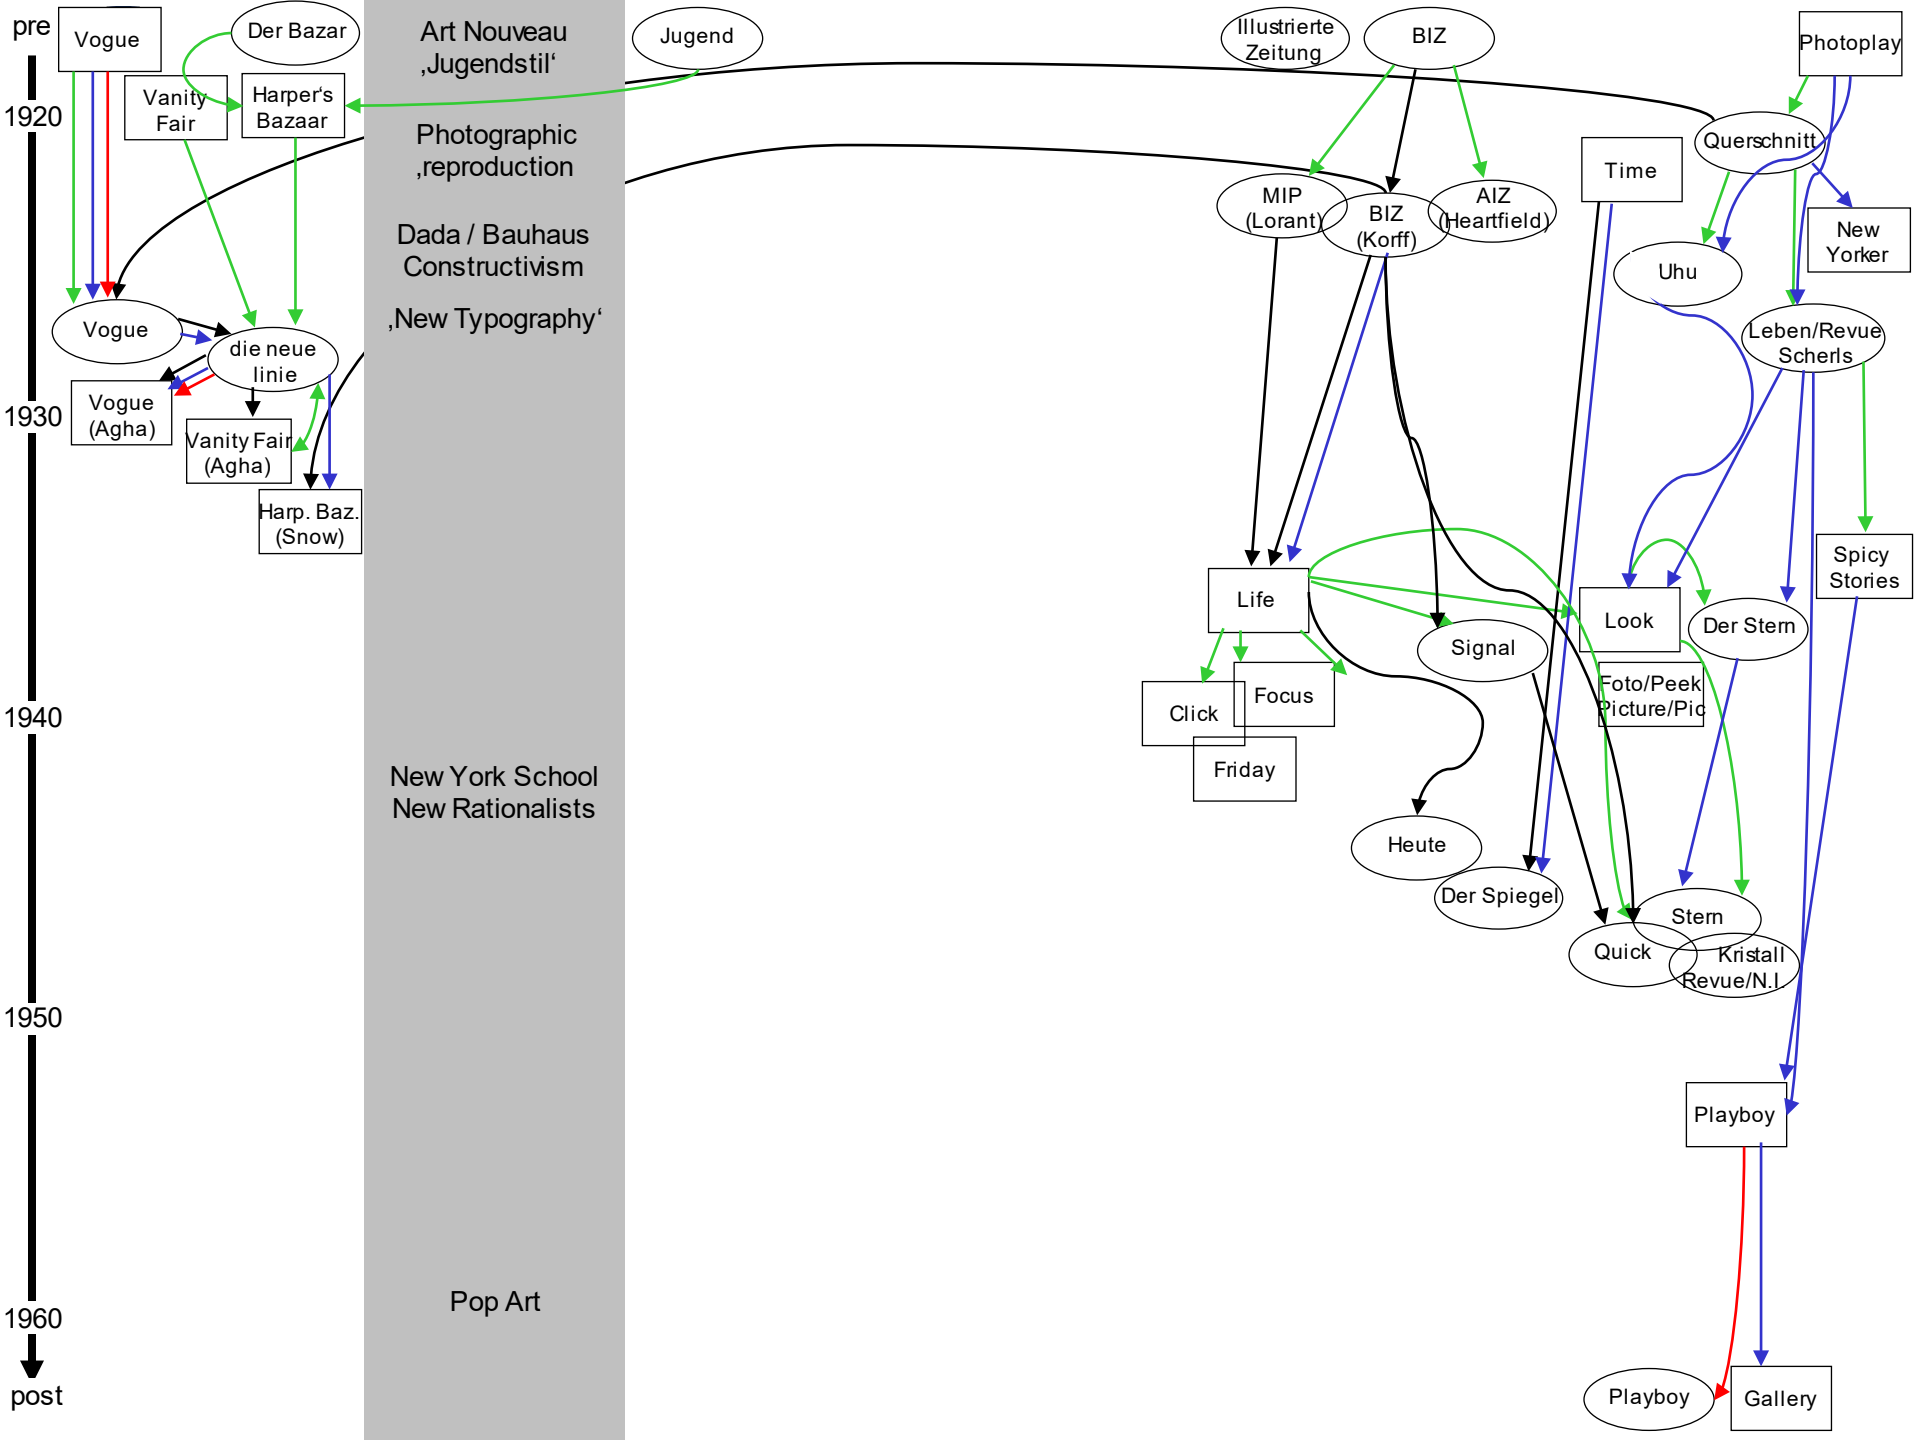 pre
1920
1930
1940
1950
1960
post
Vogue
Der Bazar
Vanity
Fair
Harper‘s
Bazaar
Vogue
die neue
linie
Vogue
(Agha)
Vanity Fair
(Agha)
Harp. Baz.
(Snow)
Art Nouveau
‚Jugendstil‘
Photographic
‚reproduction
Dada / Bauhaus
Constructivism
‚New Typography‘
New York School
New Rationalists
Pop Art
Jugend
Illustrierte
Zeitung
BIZ
Photoplay
Querschnitt
Time
MIP
(Lorant)
BIZ
(Korff)
AIZ
(Heartfield)
New
Yorker
Uhu
Leben/Revue
Scherls
Spicy
Stories
Life
Look
Der Stern
Signal
Foto/Peek
Picture/Pic
Focus
Click
Friday
Heute
Der Spiegel
Stern
Quick
Kristall
Revue/N.I.
Playboy
Playboy
Gallery